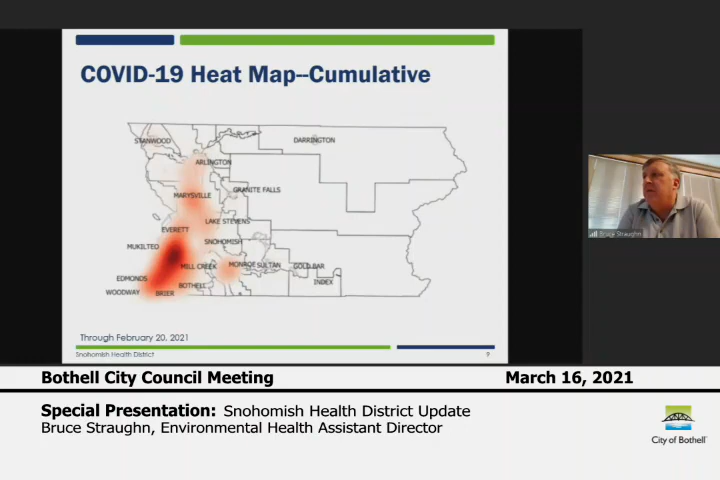 COVID-19 Heat Map--Cumulative
STANWOOD
DARRINGTON
ARLINGTON
MARYSVILLE
GRANITE FALLS
LAKE STEVENS
EVERETT
SNOHOMISH
MUKILTEO
MILL CREEK
MONROE
SULTAN
GOLD BAR
EDMONDS
INDEX
BOTHELL
WOODWAY
BRIER
Through February 20, 2021
Snohomish Health District
Bruce Straughn
Bothell City Council Meeting
March 16, 2021
Special Presentation: Snohomish Health District Update
Bruce Straughn, Environmental Health Assistant Director
City of Bothell